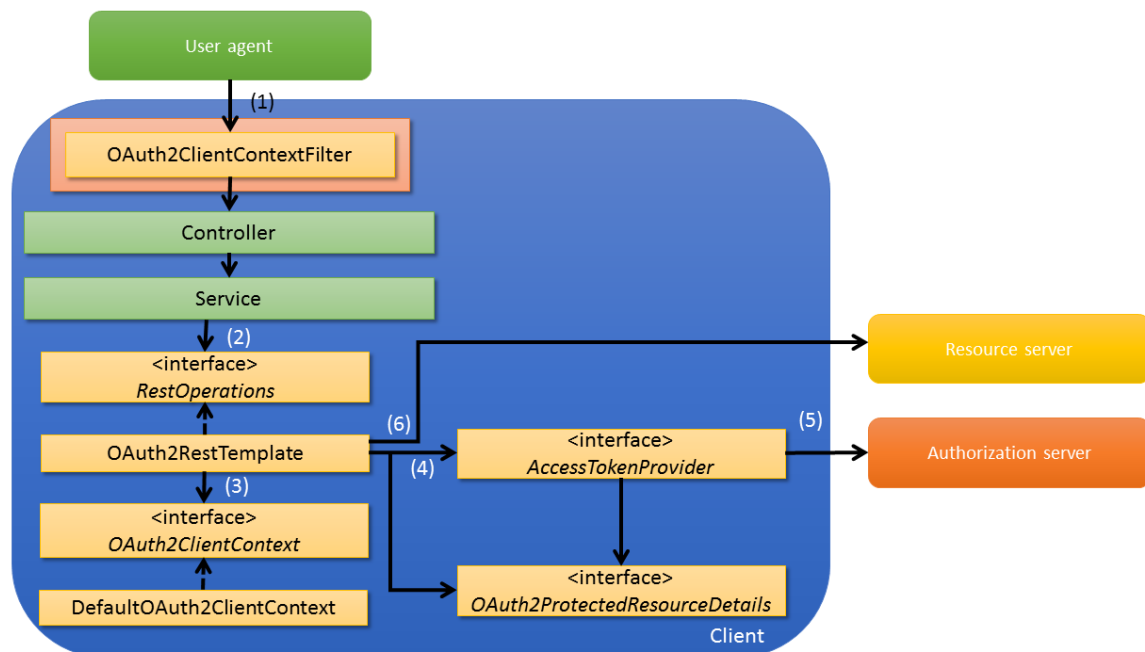 User agent
(1)
OAuth2ClientContextFilter
Controller
Service
(2)
<interface>
RestOperations
Resource server
(6)
(5)
OAuth2RestTemplate
(4)
<interface>
AccessTokenProvider
Authorization server
(3)
<interface>
OAuth2ClientContext
<interface>
OAuth2ProtectedResourceDetails
DefaultOAuth2ClientContext
Client